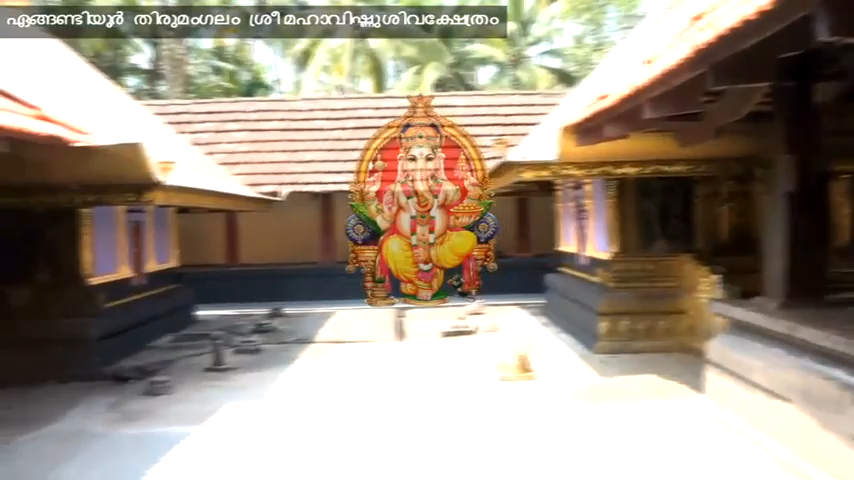 ഏങ്ങണ്ടിയൂർ തിരുമംഗലം ശ്രീമഹാവിഷ്ണുശിവക്ഷേത്രം